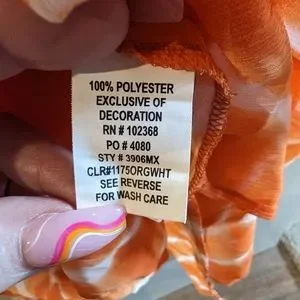 100% POLYESTER
EXCLUSIVE OF
DECORATION
RN # 102368
PO # 4080
STY # 3906MX
CLR#1175ORGWHT
SEE REVERSE
FOR WASH CARE